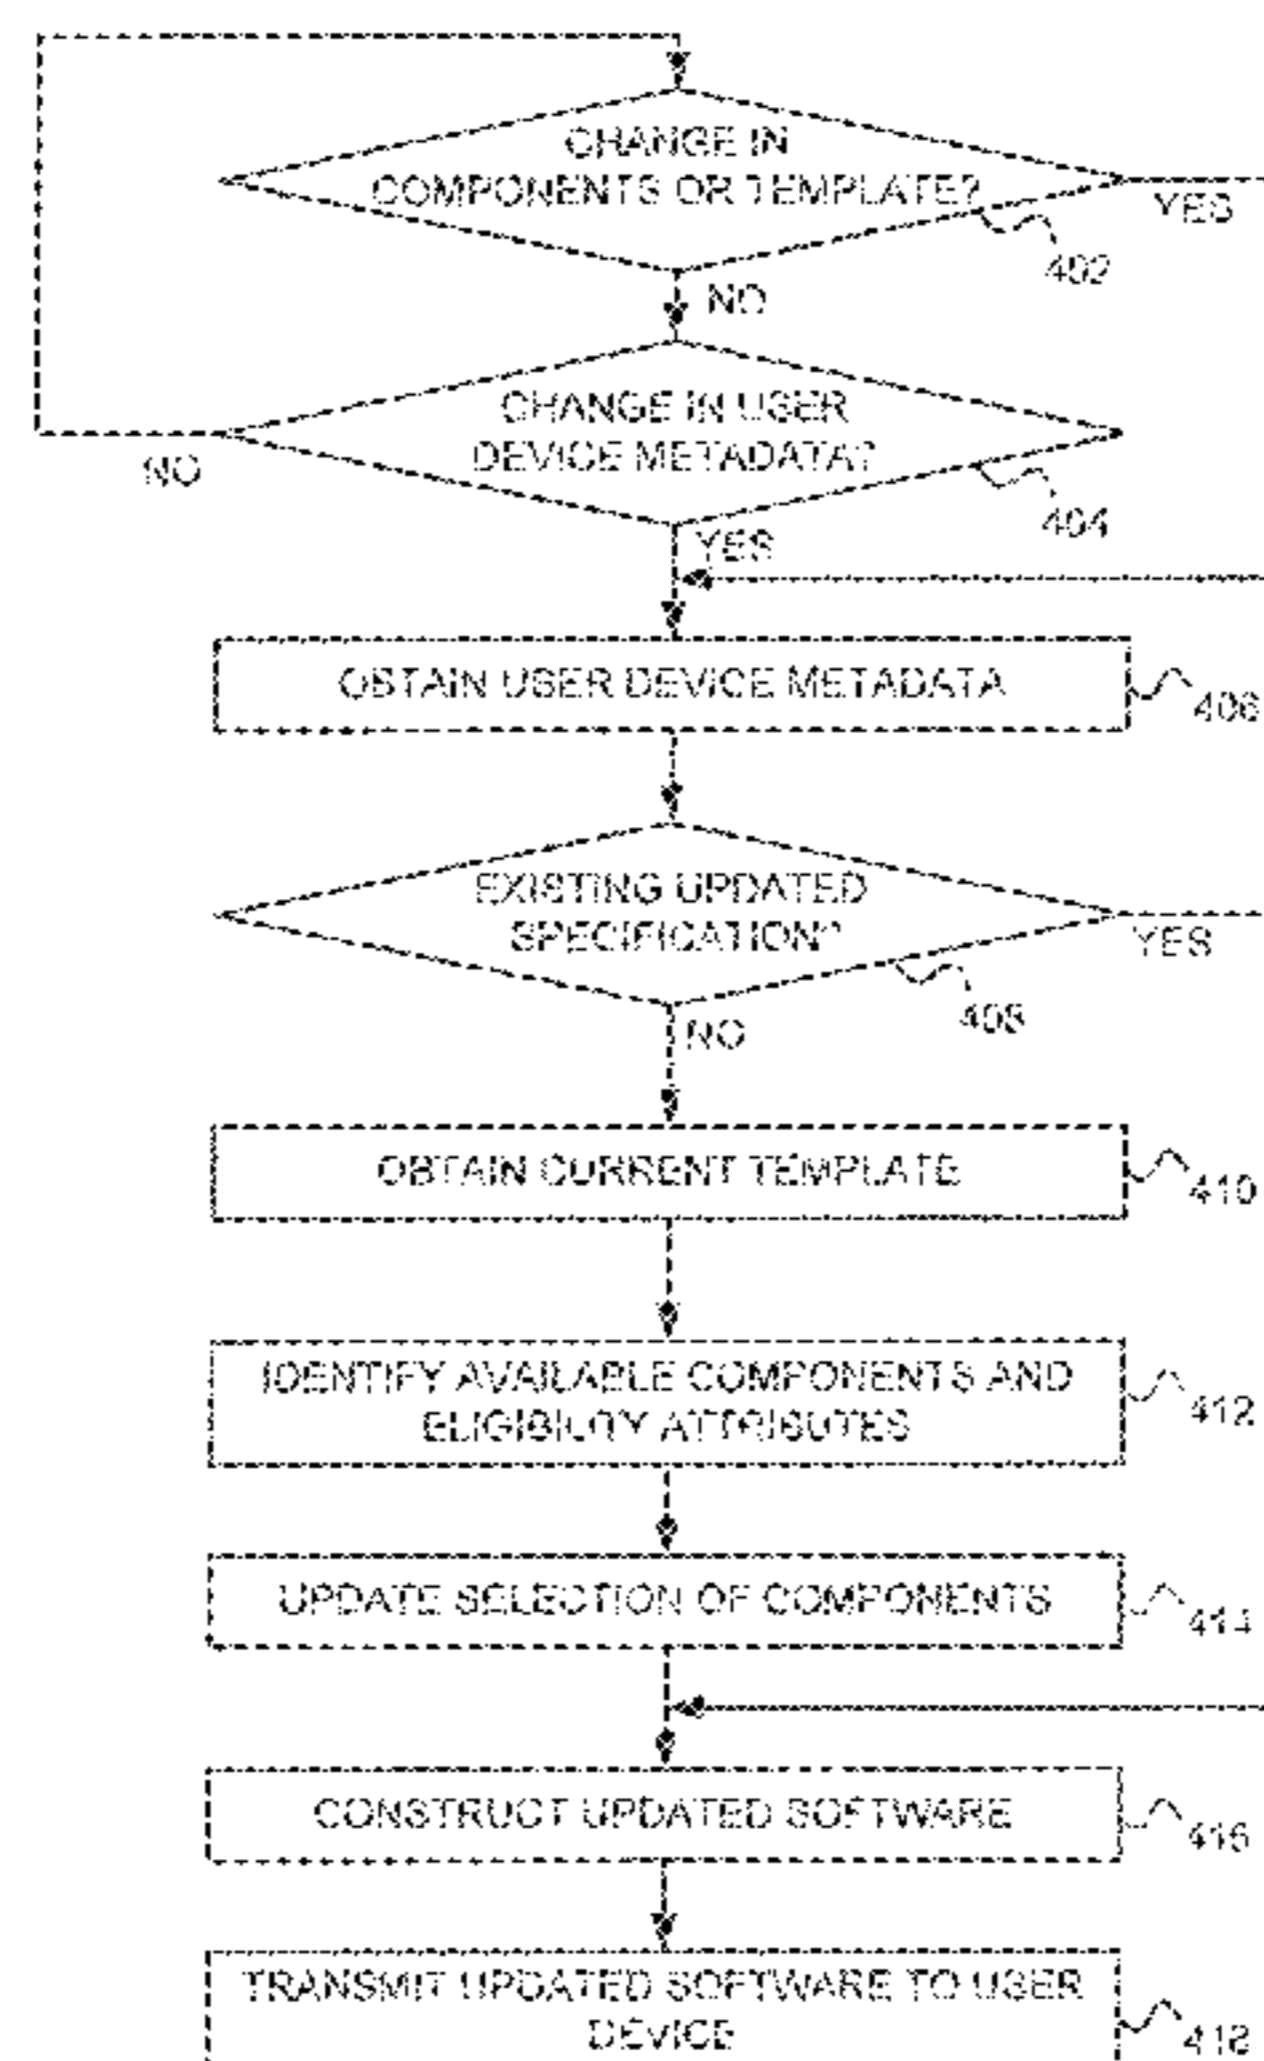 CHANGE IN
COMPONENTS OR TEMPLATE?
YES
402
NO
CHANGE IN USER
DEVICE METADATA?
NO
404
YES
OBTAIN USER DEVICE METADATA
406
EXISTING UPDATED
SPECIFICATION?
YES
408
NO
OBTAIN CURRENT TEMPLATE
410
IDENTIFY AVAILABLE COMPONENTS AND
ELIGIBILITY ATTRIBUTES
412
UPDATE SELECTION OF COMPONENTS
414
CONSTRUCT UPDATED SOFTWARE
416
TRANSMIT UPDATED SOFTWARE TO USER
DEVICE
418